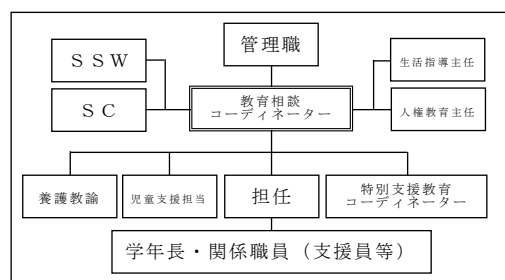 管理職
ＳＳＷ
生活指導主任
教育相談
コーディネーター
ＳＣ
人権教育主任
養護教諭
児童支援担当
担任
特別支援教育
コーディネーター
学年長・関係職員（支援員等）